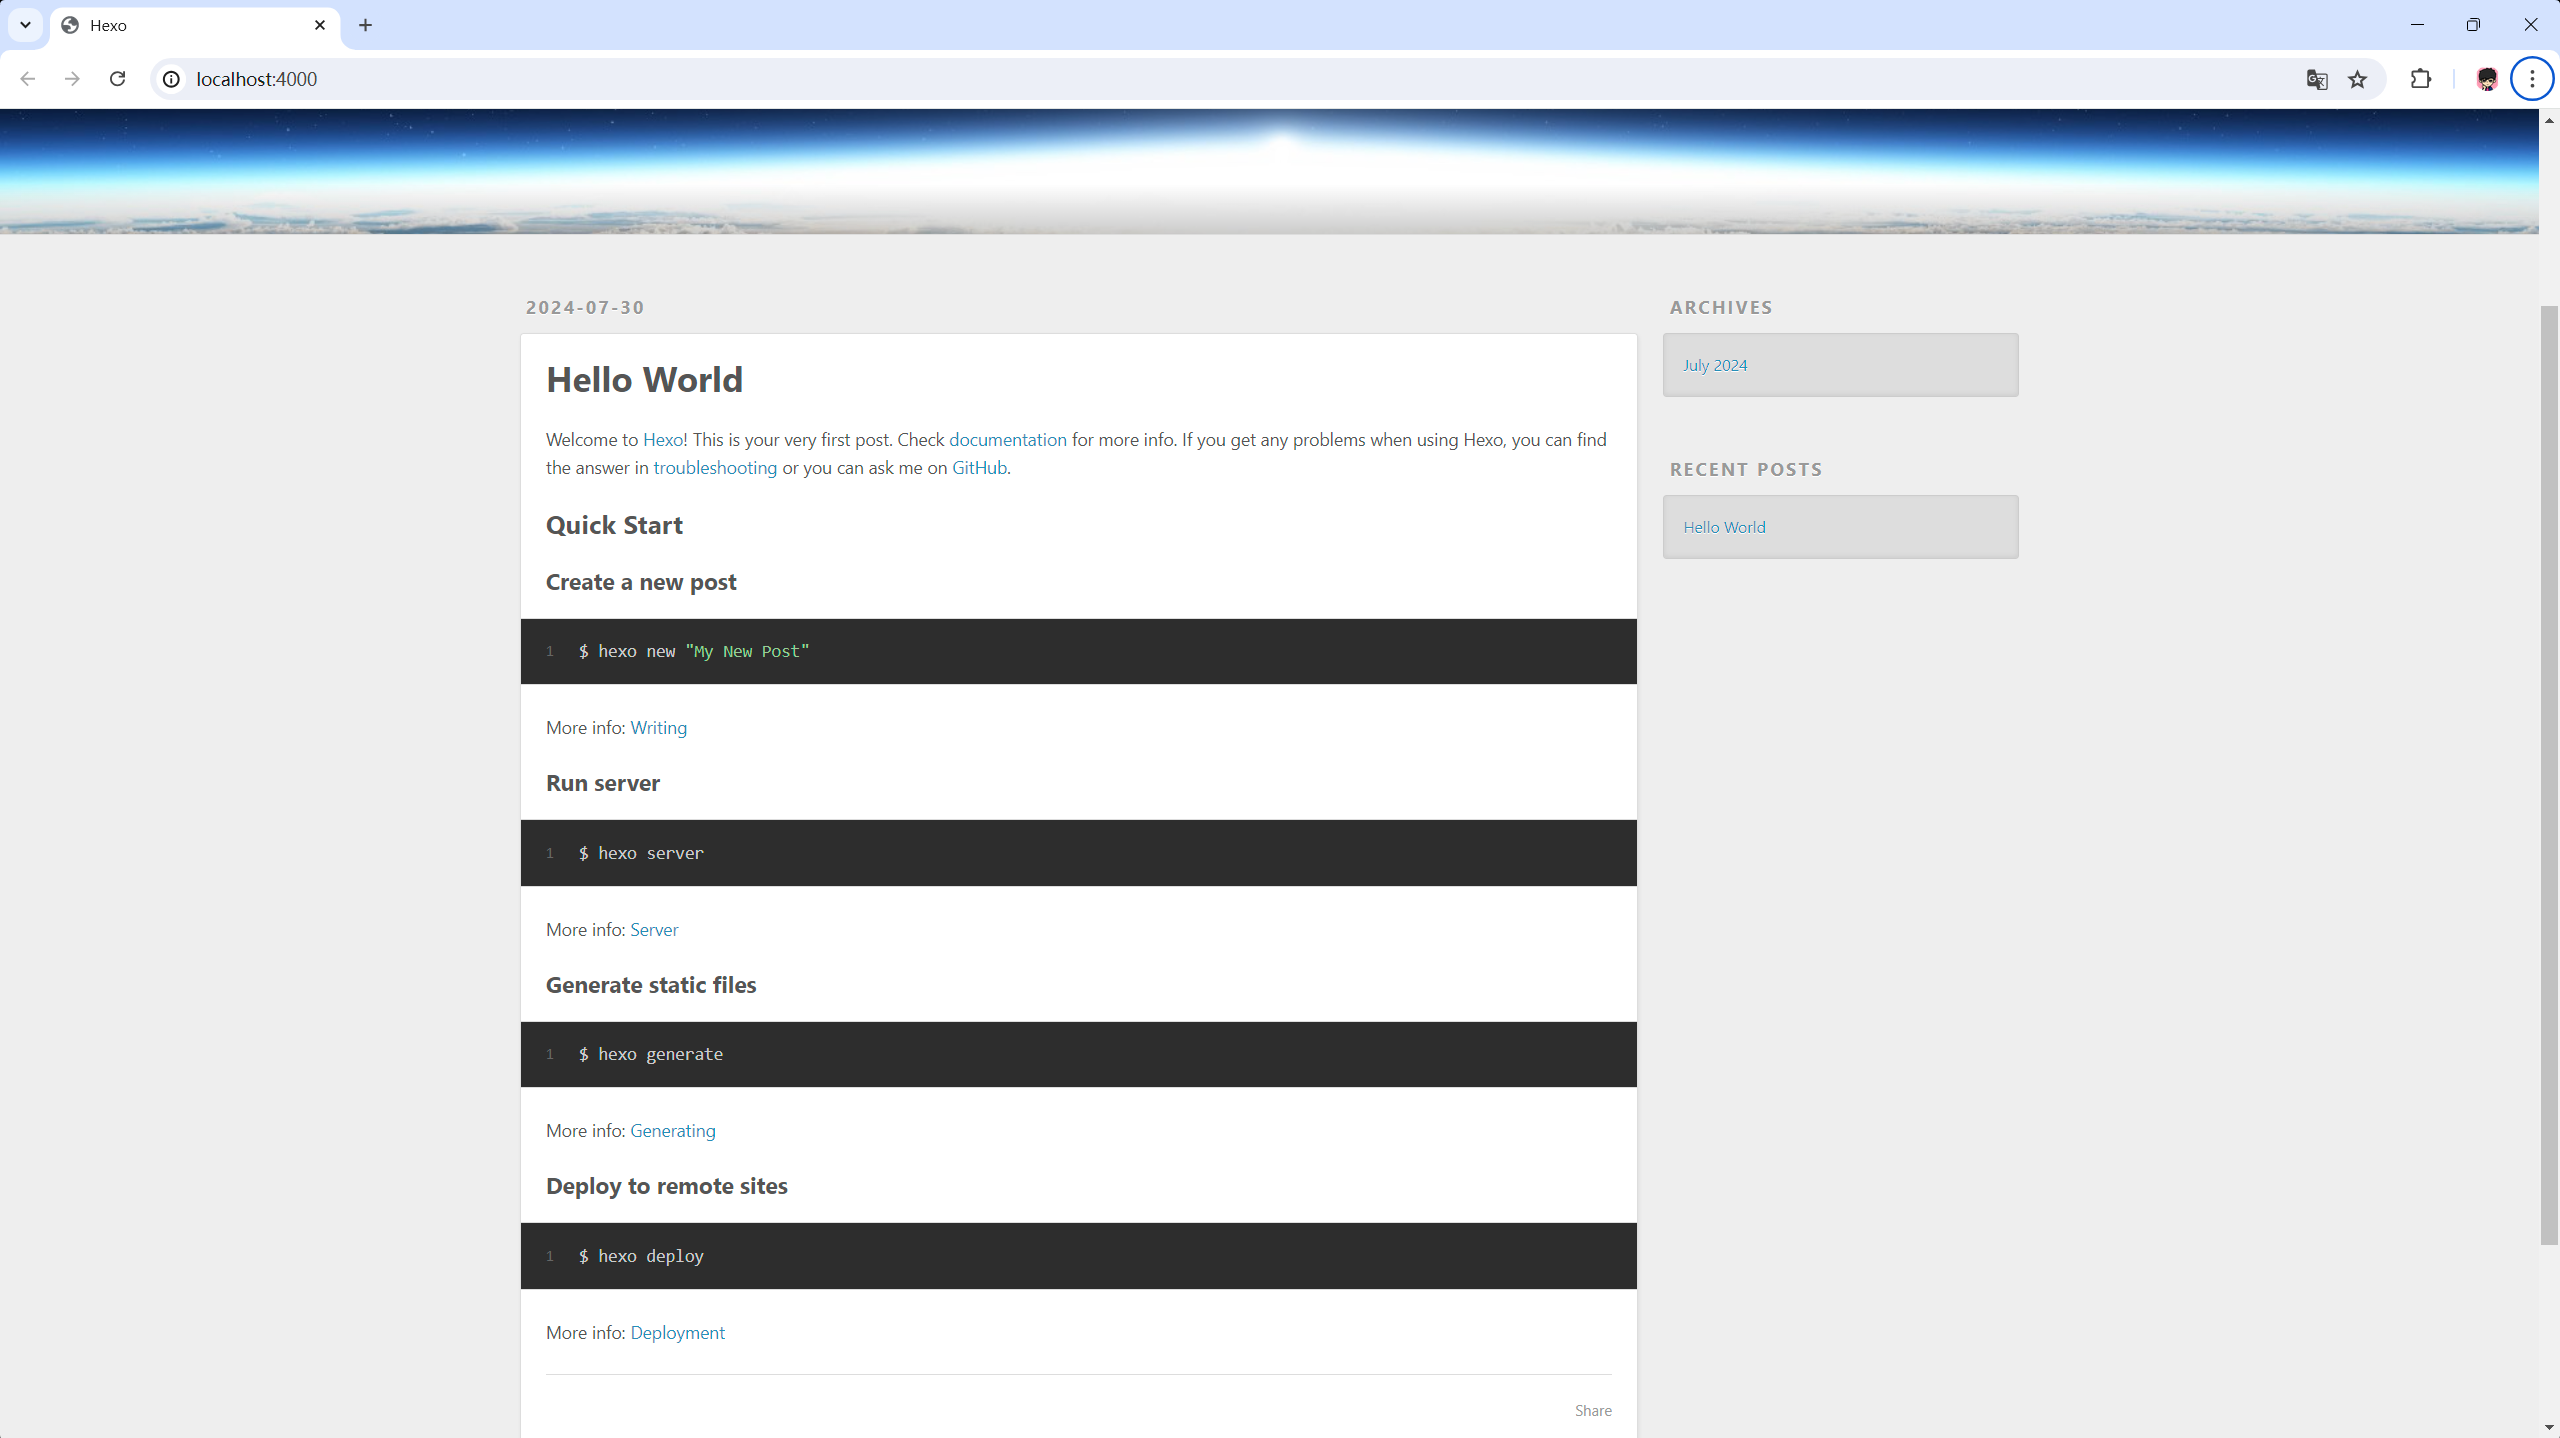 Hexo
localhost:4000
2024-07-30
Hello World
Welcome to Hexo! This is your very first post. Check documentation for more info. If you get any problems when using Hexo, you can find
the answer in troubleshooting or you can ask me on GitHub.
Quick Start
Create a new post
1 $ hexo new "My New Post"
More info: Writing
Run server
1 $ hexo server
More info: Server
Generate static files
1 $ hexo generate
More info: Generating
Deploy to remote sites
1 $ hexo deploy
More info: Deployment
Share
ARCHIVES
July 2024
RECENT POSTS
Hello World